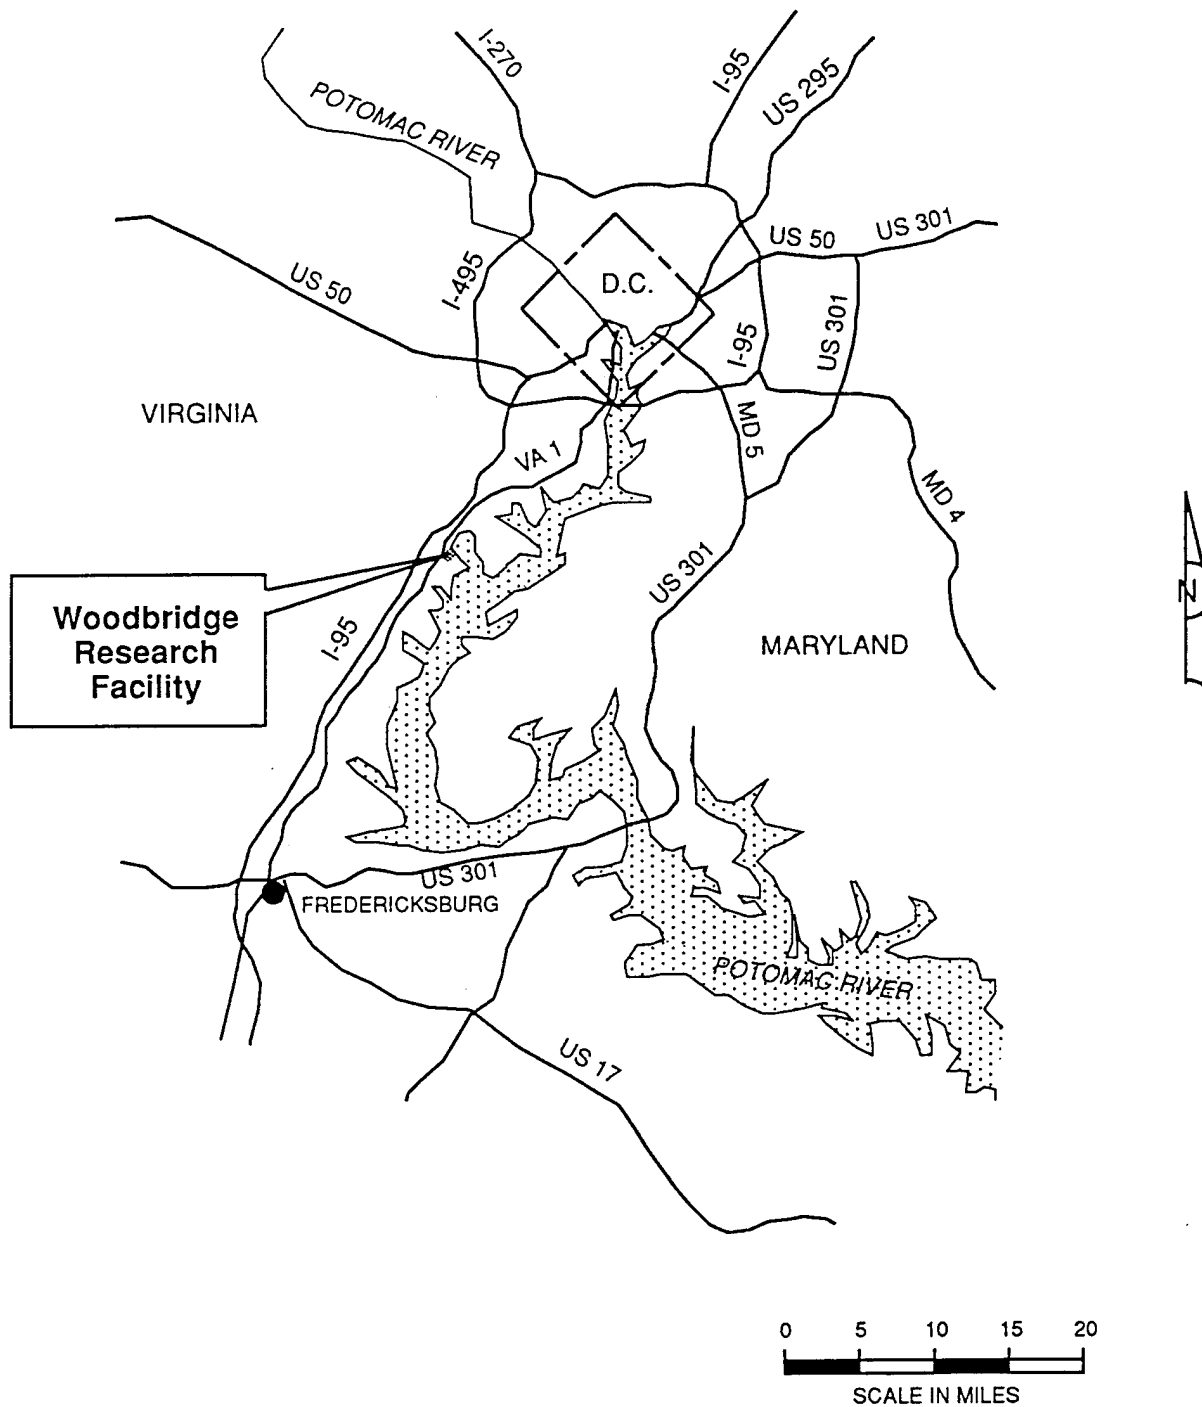 I-270
I-95
US 295
POTOMAC RIVER
US 50
US 301
US 50
I-495
D.C.
US 301
I-95
VIRGINIA
MD 5
VA 1
MD 4
US 301
Woodbridge
Research
Facility
I-95
MARYLAND
N
US 301
FREDERICKSBURG
POTOMAC RIVER
US 17
0 5 10 15 20
SCALE IN MILES